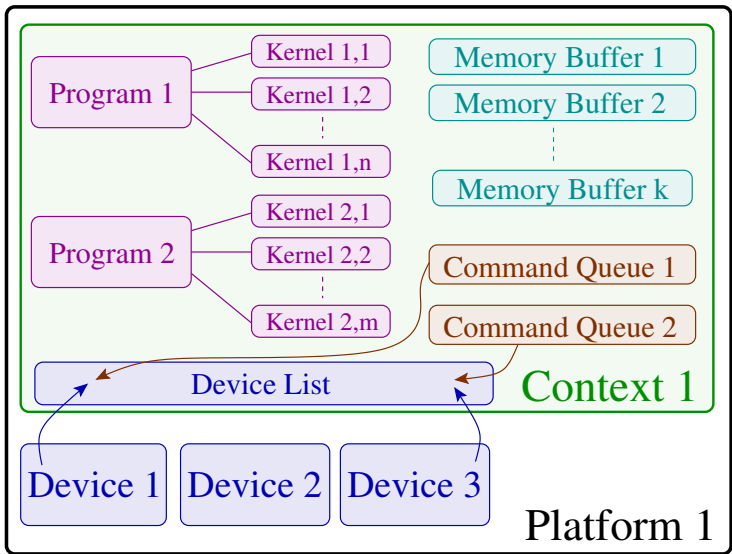 Program 1
Kernel 1,1
Kernel 1,2
Kernel 1,n
Program 2
Kernel 2,1
Kernel 2,2
Kernel 2,m
Memory Buffer 1
Memory Buffer 2
Memory Buffer k
Command Queue 1
Command Queue 2
Device List
Context 1
Device 1
Device 2
Device 3
Platform 1